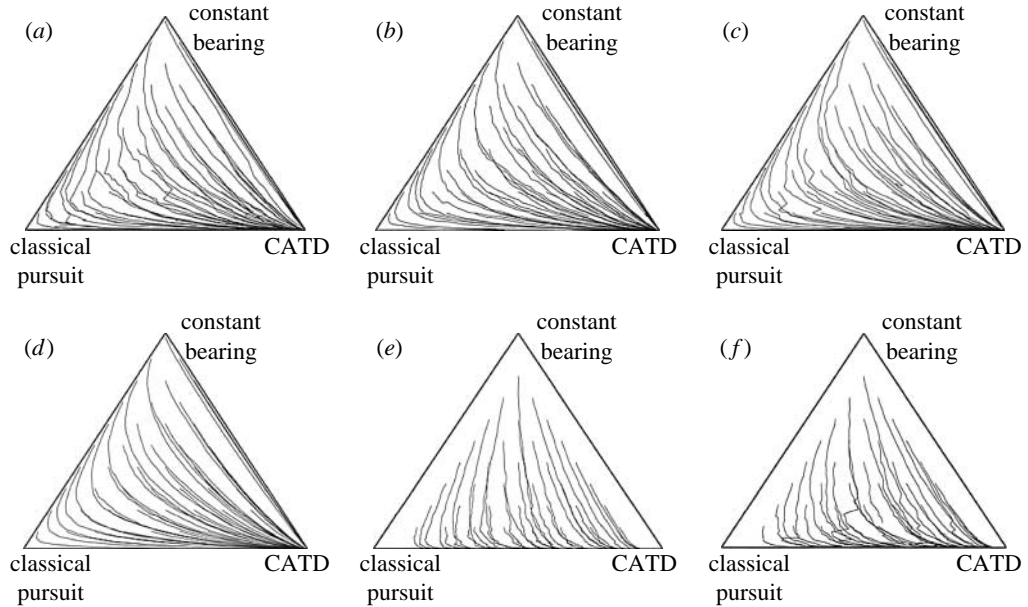 (a)
constant
bearing
classical
pursuit
CATD
(b)
constant
bearing
classical
pursuit
CATD
(c)
constant
bearing
classical
pursuit
CATD
(d)
constant
bearing
classical
pursuit
CATD
(e)
constant
bearing
classical
pursuit
CATD
(f)
constant
bearing
classical
pursuit
CATD